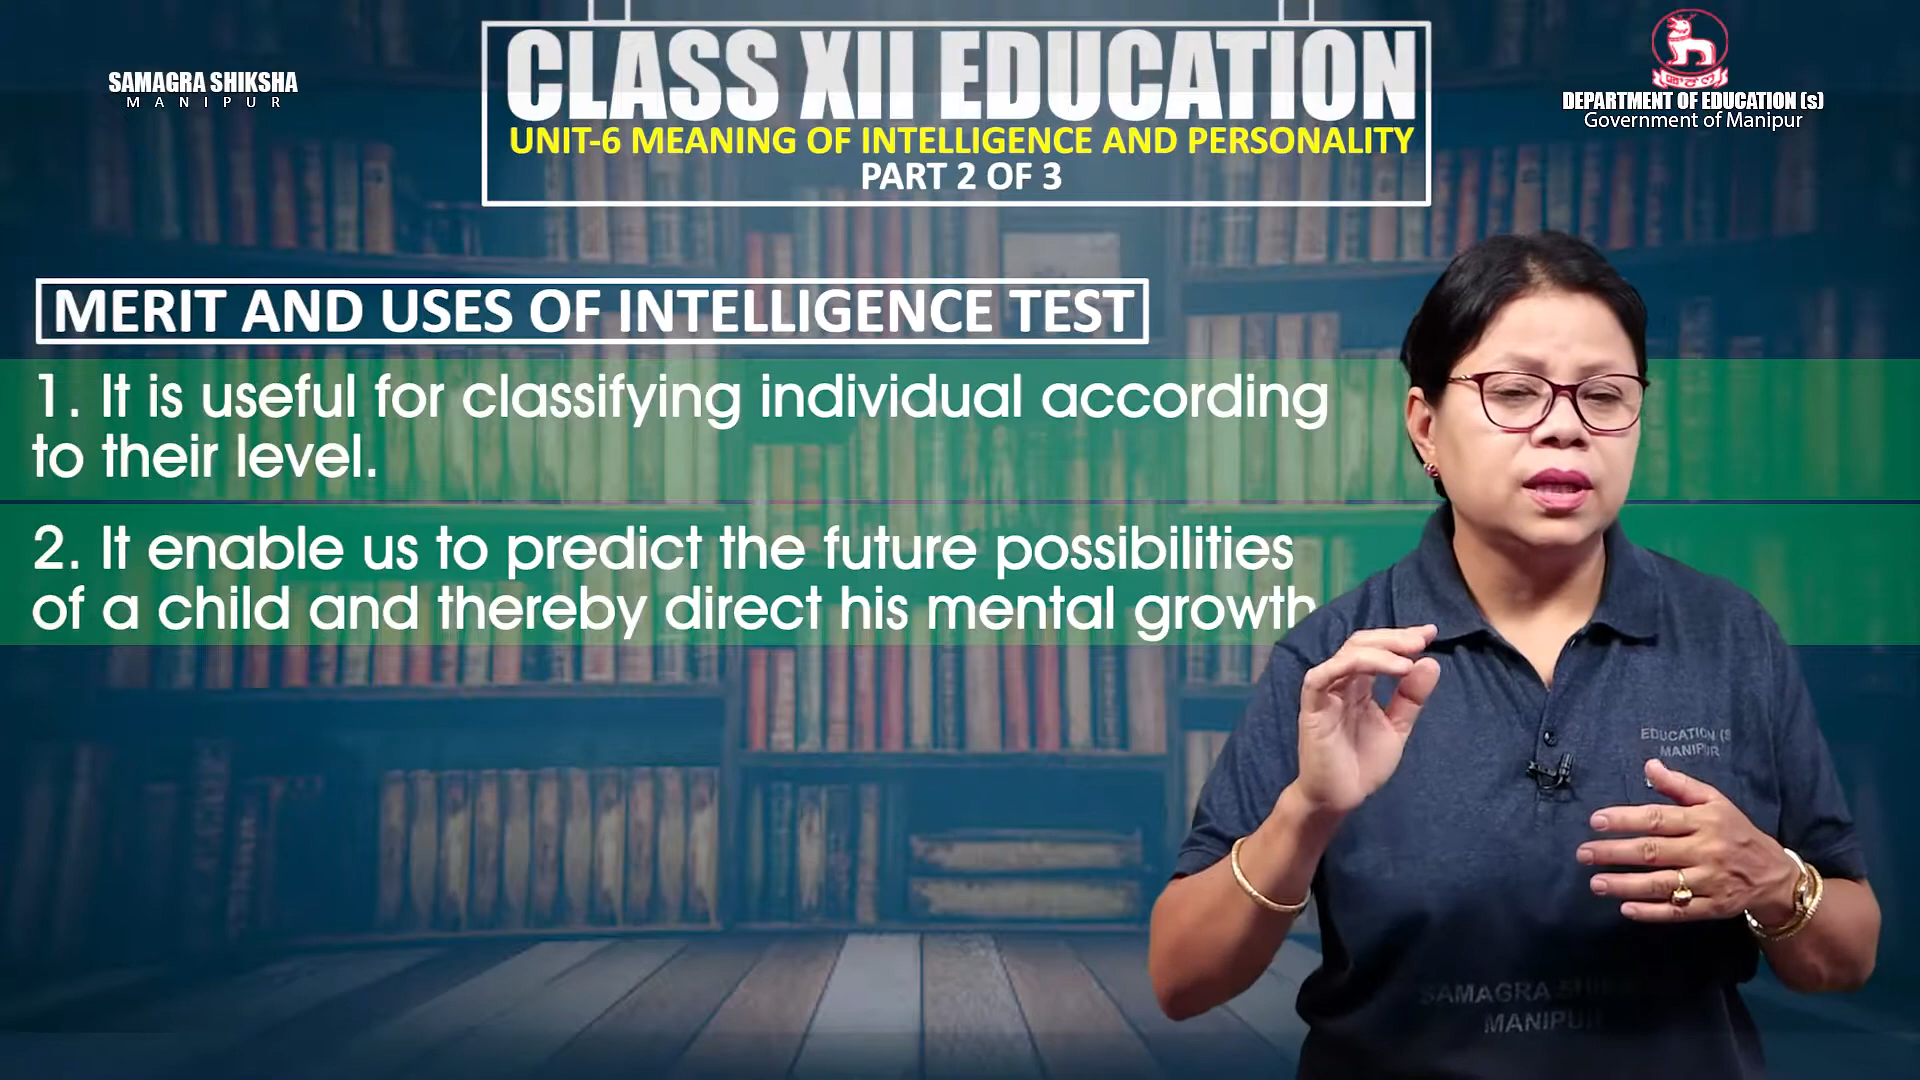 SAMAGRA SHIKSHA
MANIPUR
CLASS XII EDUCATION
UNIT-6 MEANING OF INTELLIGENCE AND PERSONALITY
PART 2 OF 3
DEPARTMENT OF EDUCATION (s)
Government of Manipur
MERIT AND USES OF INTELLIGENCE TEST
1. It is useful for classifying individual according
to their level.
2. It enable us to predict the future possibilities
of a child and thereby direct his mental growth
EDUCATION (S
MANIPUR
SAMAGRA
MANIPUR